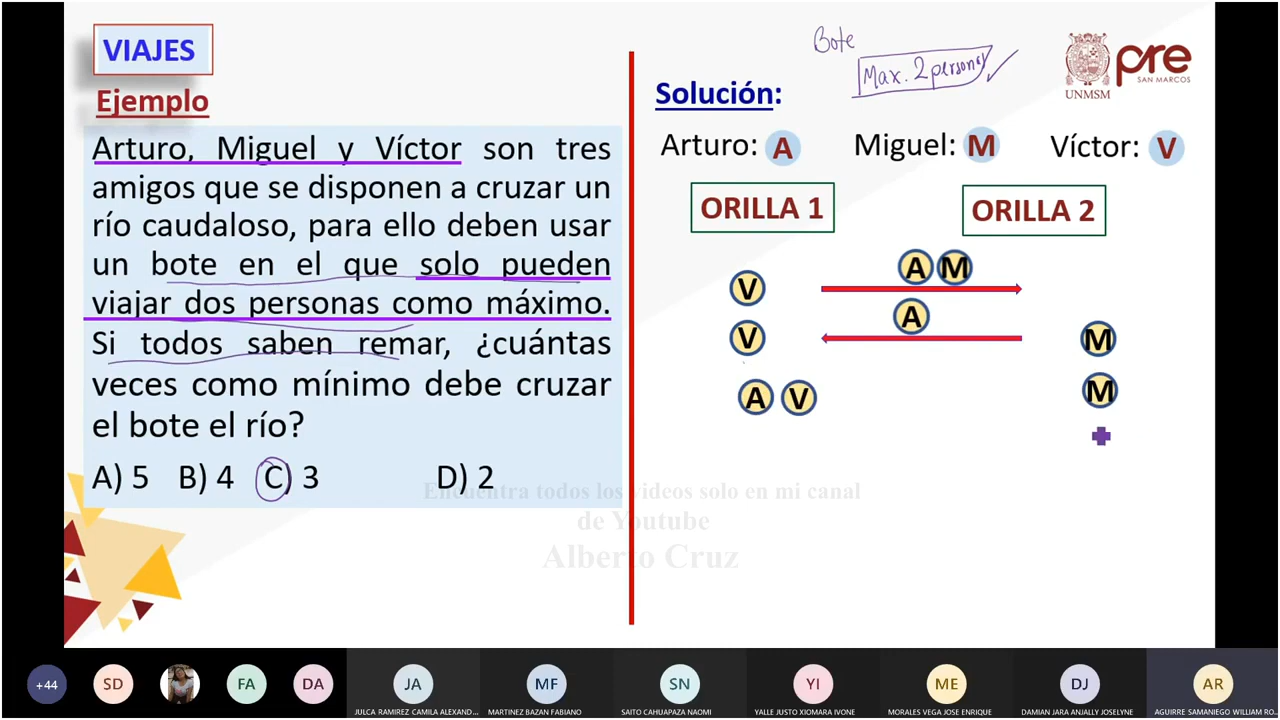 VIAJES
Ejemplo
Arturo, Miguel y Víctor son tres
amigos que se disponen a cruzar un
río caudaloso, para ello deben usar
un bote en el que solo pueden
viajar dos personas como máximo.
Si todos saben remar, ¿cuántas
veces como mínimo debe cruzar
el bote el río?
A) 5 B) 4 C) 3 D) 2
Bote
Max. 2 personas
UNMSM
pre
SAN MARCOS
Solución:
Arturo: A Miguel: M Víctor: V
ORILLA 1 ORILLA 2
A M
V
A
V M
A V M
Encuentra todos los videos solo en mi canal
de Youtube
Alberto Cruz
+44 SD FA DA JA MF SN YI ME DJ AR
JULCA RAMIREZ CAMILA ALEXAND... MARTINEZ BAZAN FABIANO SAITO CAHUAPAZA NAOMI YALLE JUSTO XIOMARA IVONE MORALES VEGA JOSE ENRIQUE DAMIAN JARA ANJALLY JOSELYNE AGUIRRE SAMANIEGO WILLIAM RO...